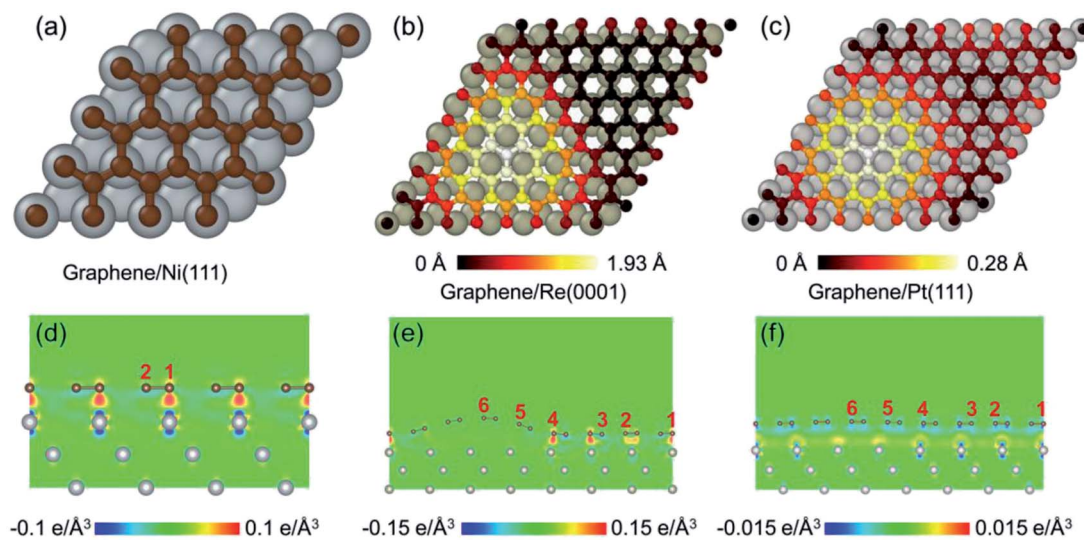 (a)
(b)
(c)
Graphene/Ni(111)
0 Å 1.93 Å
Graphene/Re(0001)
0 Å 0.28 Å
Graphene/Pt(111)
(d)
2 1
(e)
6 5 4 3 2 1
(f)
6 5 4 3 2 1
-0.1 e/Å³ 0.1 e/Å³
-0.15 e/Å³ 0.15 e/Å³
-0.015 e/Å³ 0.015 e/Å³